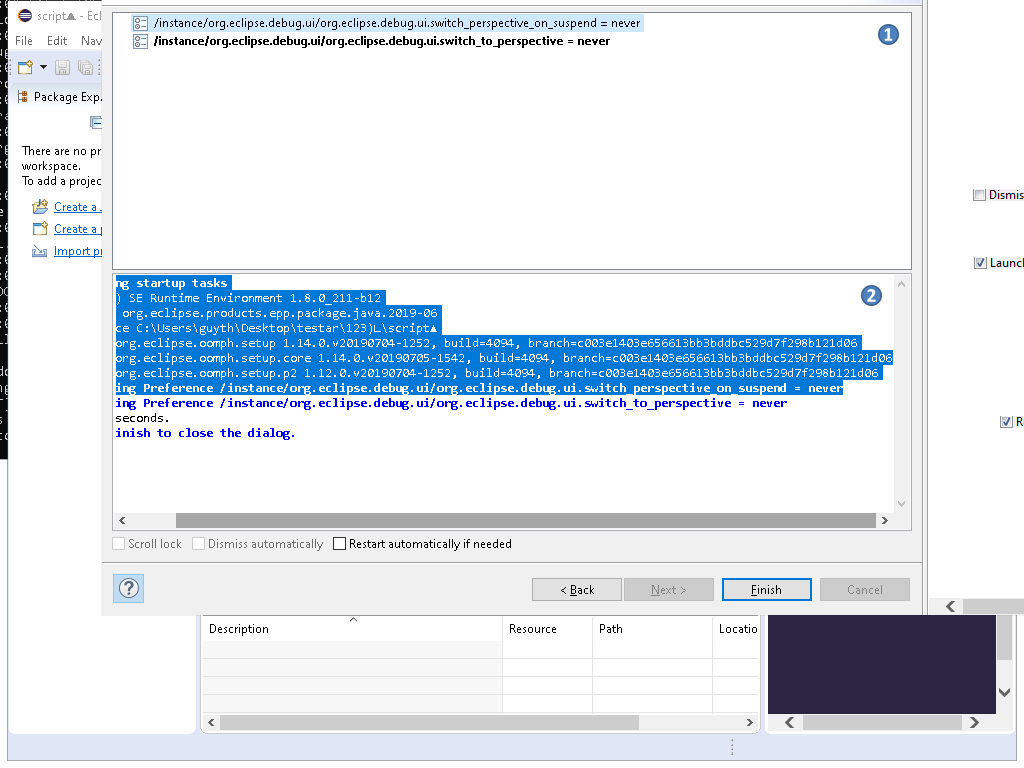 script▲ - Ecl
/instance/org.eclipse.debug.ui/org.eclipse.debug.ui.switch_perspective_on_suspend = never
/instance/org.eclipse.debug.ui/org.eclipse.debug.ui.switch_to_perspective = never
1
File Edit Nav
Package Exp
There are no pr
workspace.
To add a projec
Create a
Create a
Import pr
Dismis
Launch
ng startup tasks
) SE Runtime Environment 1.8.0_211-b12
org.eclipse.products.epp.package.java.2019-06
ce C:\Users\guyth\Desktop\testar\123)∟\script▲
org.eclipse.oomph.setup 1.14.0.v20190704-1252, build=4094, branch=c003e1403e656613bb3bddbc529d7f298b121d06
org.eclipse.oomph.setup.core 1.14.0.v20190705-1542, build=4094, branch=c003e1403e656613bb3bddbc529d7f298b121d06
org.eclipse.oomph.setup.p2 1.12.0.v20190704-1252, build=4094, branch=c003e1403e656613bb3bddbc529d7f298b121d06
ing Preference /instance/org.eclipse.debug.ui/org.eclipse.debug.ui.switch_perspective_on_suspend = never
ing Preference /instance/org.eclipse.debug.ui/org.eclipse.debug.ui.switch_to_perspective = never
seconds.
inish to close the dialog.
2
R
Scroll lock Dismiss automatically Restart automatically if needed
? < Back Next > Finish Cancel
Description Resource Path Locatio